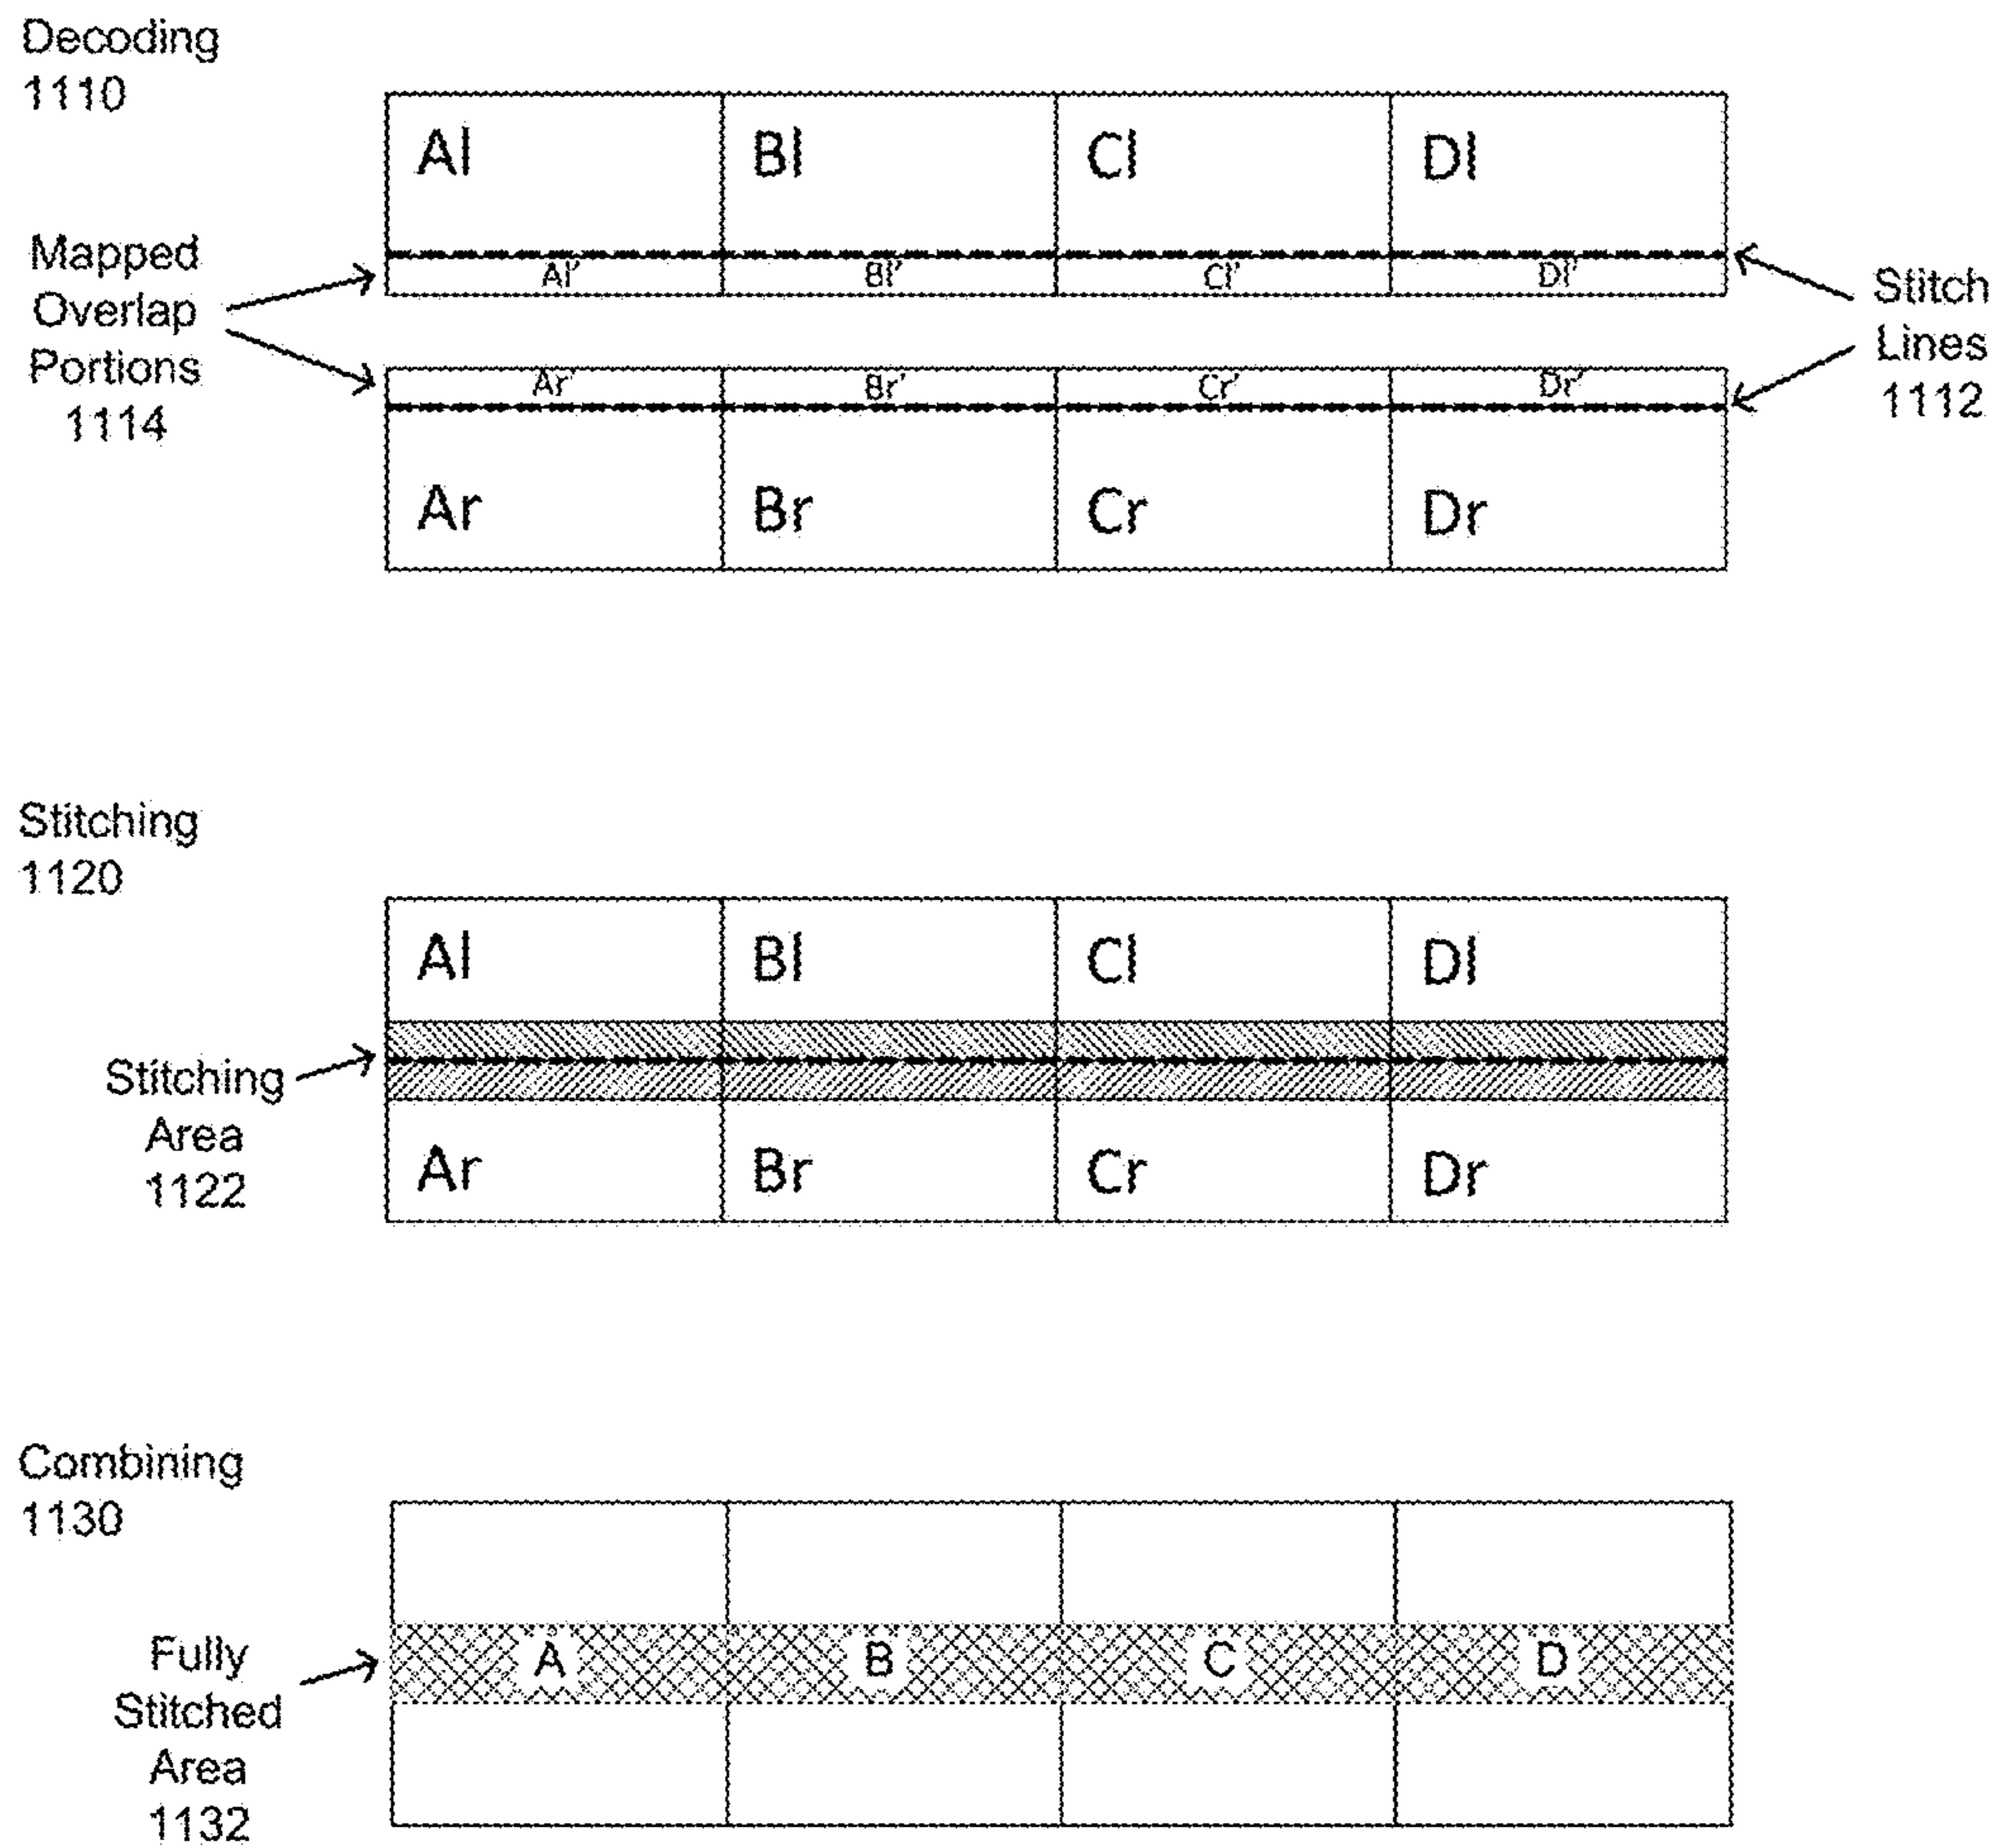 Decoding
1110
Al Bl Cl Dl
Mapped
Overlap
Portions
1114
Al' Bl' Cl' Dl'
Stitch
Lines
1112
Ar' Br' Cr' Dr'
Ar Br Cr Dr
Stitching
1120
Al Bl Cl Dl
Stitching
Area
1122
Ar Br Cr Dr
Combining
1130
A B C D
Fully
Stitched
Area
1132